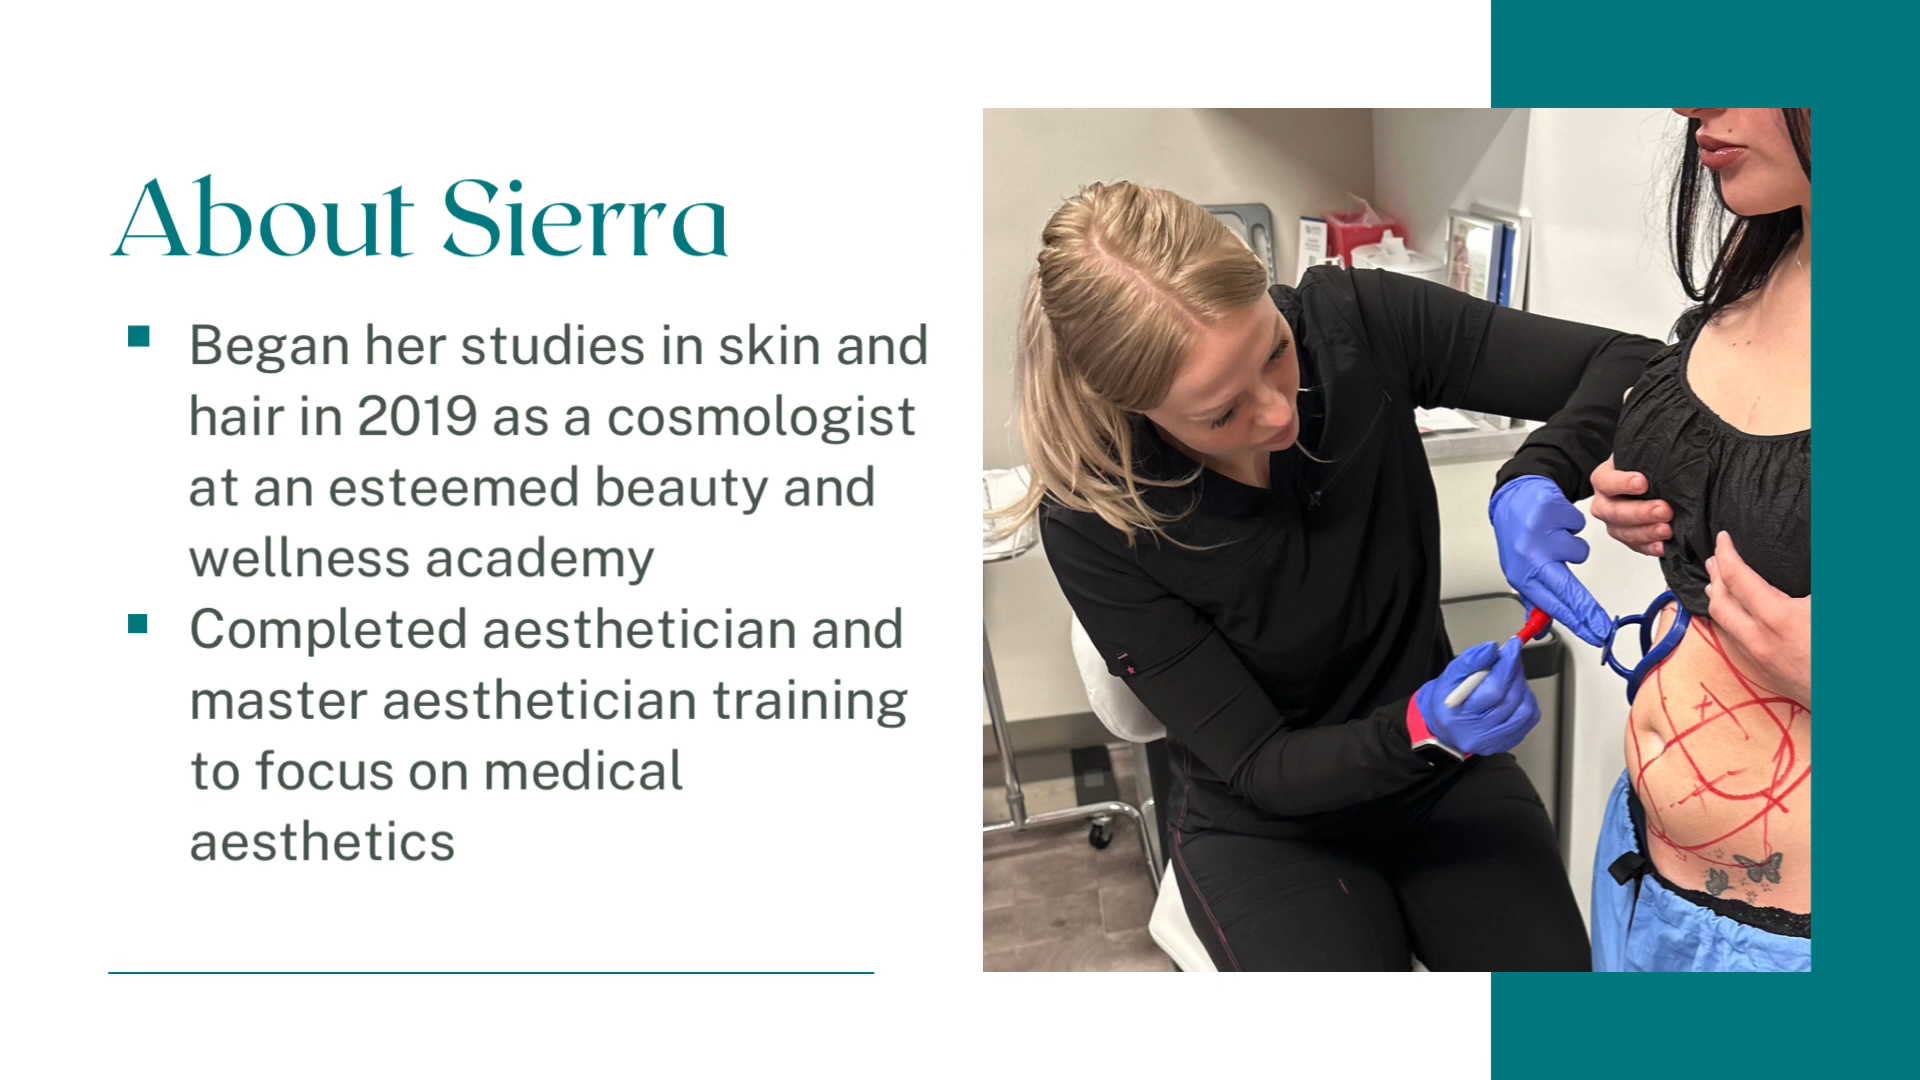 About Sierra
Began her studies in skin and
hair in 2019 as a cosmologist
at an esteemed beauty and
wellness academy
Completed aesthetician and
master aesthetician training
to focus on medical
aesthetics